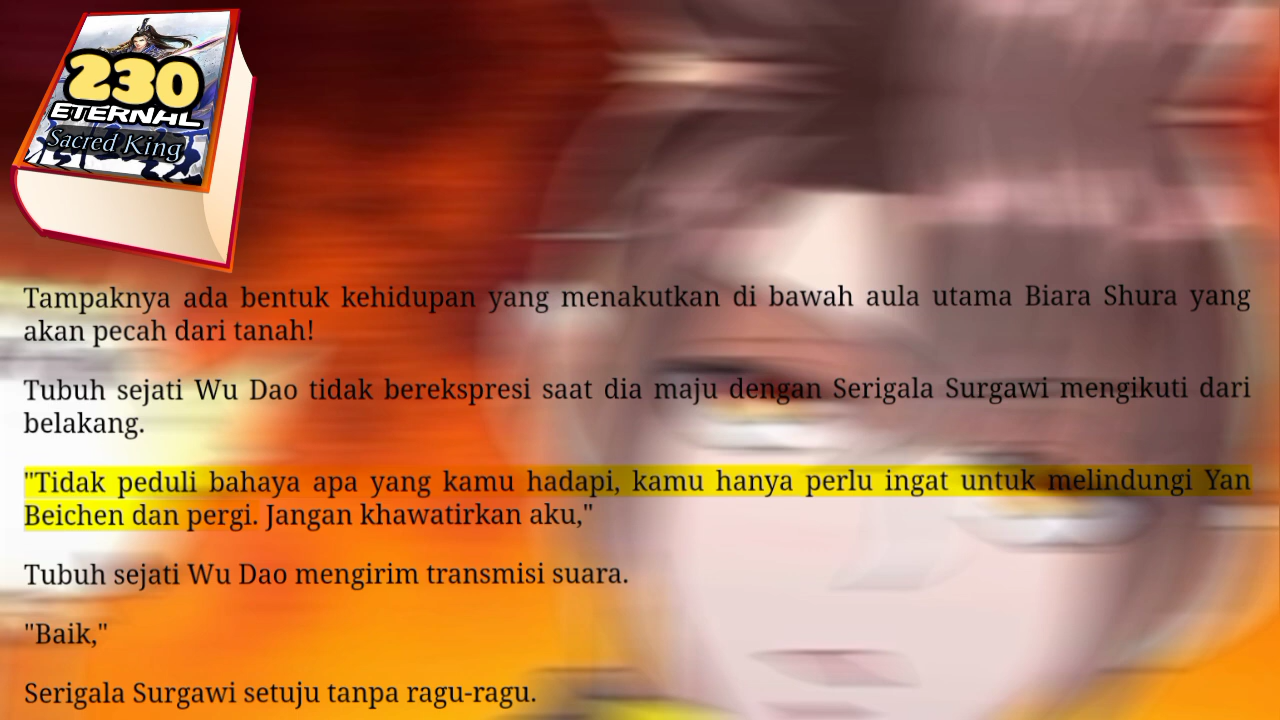 230
ETERNAL
Sacred King
Tampaknya ada bentuk kehidupan yang menakutkan di bawah aula utama Biara Shura yang
akan pecah dari tanah!
Tubuh sejati Wu Dao tidak berekspresi saat dia maju dengan Serigala Surgawi mengikuti dari
belakang.
"Tidak peduli bahaya apa yang kamu hadapi, kamu hanya perlu ingat untuk melindungi Yan
Beichen dan pergi. Jangan khawatirkan aku,"
Tubuh sejati Wu Dao mengirim transmisi suara.
"Baik,"
Serigala Surgawi setuju tanpa ragu-ragu.